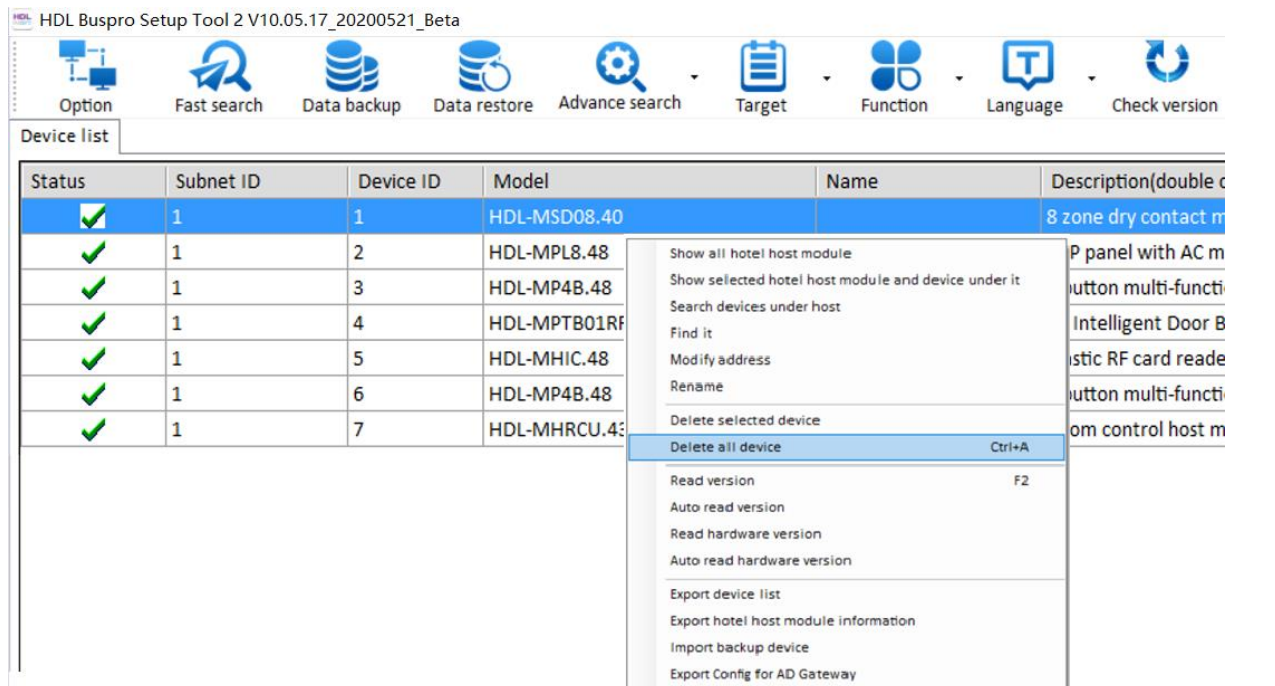 HDL Buspro Setup Tool 2 V10.05.17_20200521_Beta
Option Fast search Data backup Data restore Advance search Target Function Language Check version
Device list
Status Subnet ID Device ID Model Name Description(double
1 1 HDL-MSD08.40 8 zone dry contact
1 2 HDL-MPL8.48 P panel with AC
1 3 HDL-MP4B.48 button multi-functi
1 4 HDL-MPTB01RF Intelligent Door B
1 5 HDL-MHIC.48 astic RF card reade
1 6 HDL-MP4B.48 button multi-functi
1 7 HDL-MHRCU.43 om control host
Show all hotel host module
Show selected hotel host module and device under it
Search devices under host
Find it
Modify address
Rename
Delete selected device
Delete all device Ctrl+A
Read version F2
Auto read version
Read hardware version
Auto read hardware version
Export device list
Export hotel host module information
Import backup device
Export Config for AD Gateway